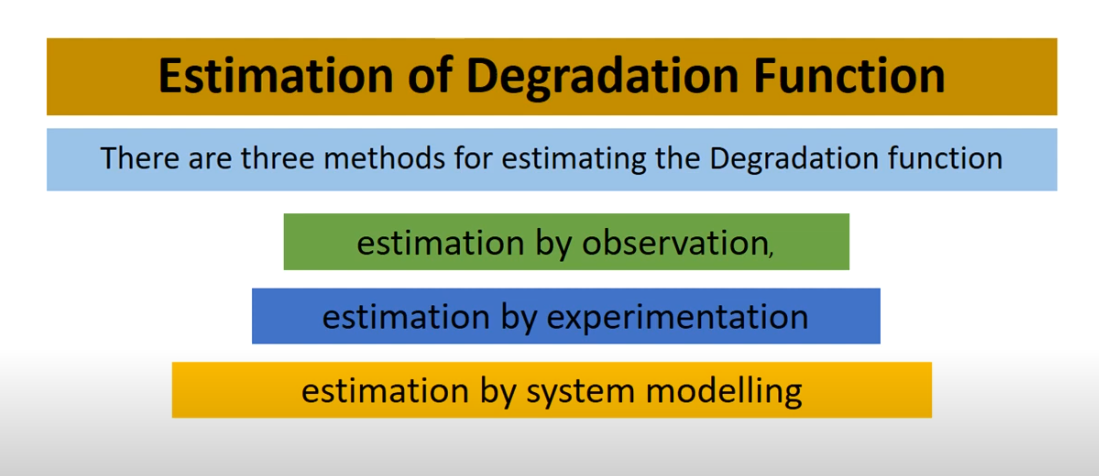 Estimation of Degradation Function
There are three methods for estimating the Degradation function
estimation by observation,
estimation by experimentation
estimation by system modelling